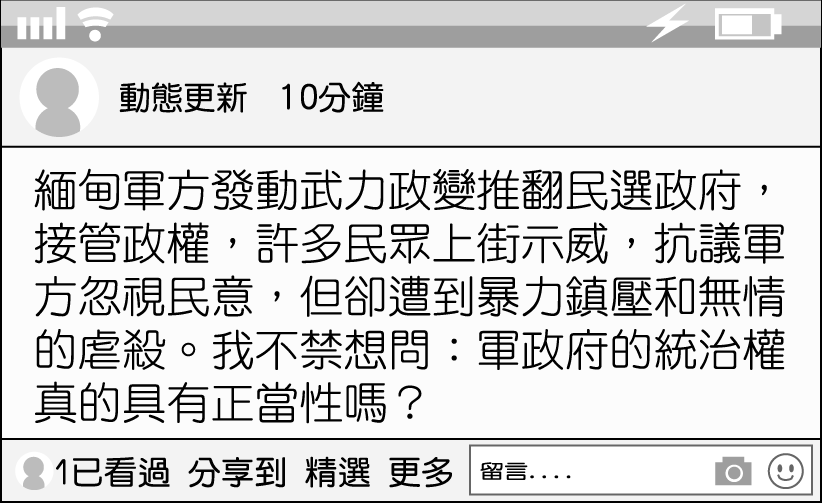 動態更新　10分鐘
緬甸軍方發動武力政變推翻民選政府，
接管政權，許多民眾上街示威，抗議軍
方忽視民意，但卻遭到暴力鎮壓和無情
的虐殺。我不禁想問：軍政府的統治權
真的具有正當性嗎？
1已看過 分享到 精選 更多 留言....